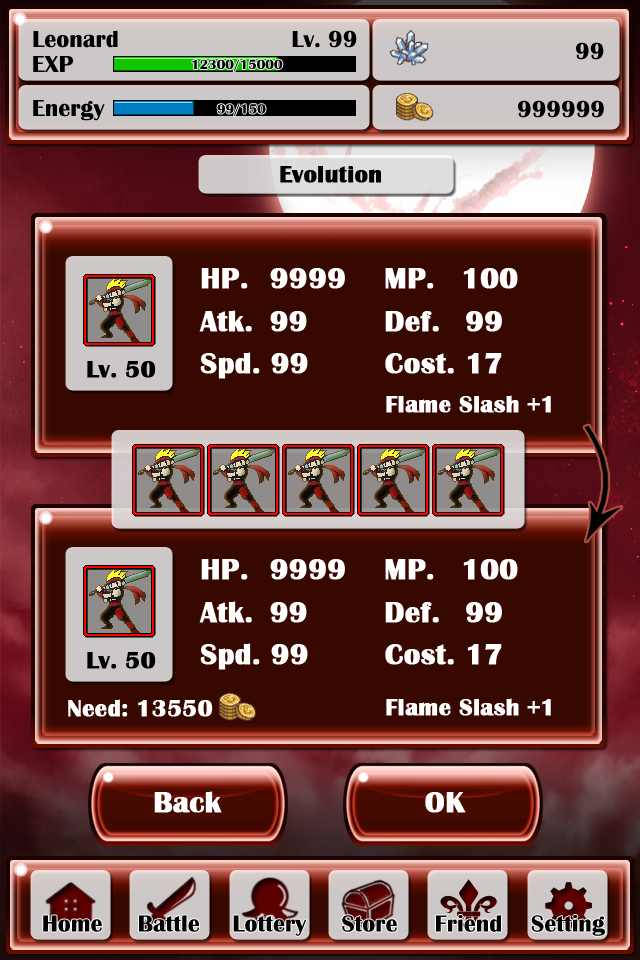 Leonard Lv. 99
EXP 12300/15000
99
Energy 99/150
999999
Evolution
HP. 9999 MP. 100
Atk. 99 Def. 99
Spd. 99 Cost. 17
Lv. 50
Flame Slash +1
HP. 9999 MP. 100
Atk. 99 Def. 99
Spd. 99 Cost. 17
Lv. 50
Need: 13550 Flame Slash +1
Back OK
Home Battle Lottery Store Friend Setting